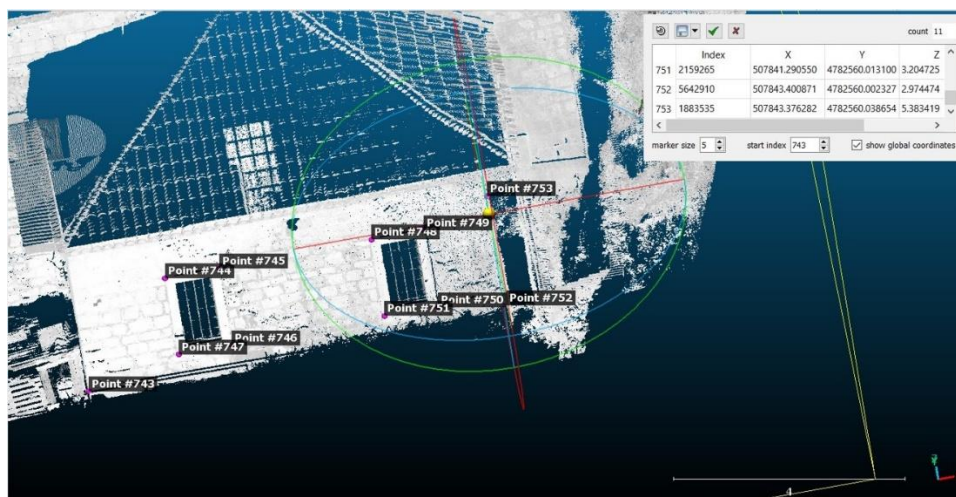 count 11
Index X Y Z
751 2159265 507841.290550 4782560.013100 3.204725
752 5642910 507843.400871 4782560.002327 2.974474
753 1883535 507843.376282 4782560.038654 5.383419
marker size 5 start index 743 show global coordinates
Point #753
Point #749
Point #748
Point #745
Point #744
Point #750
Point #752
Point #751
Point #746
Point #747
Point #743
4